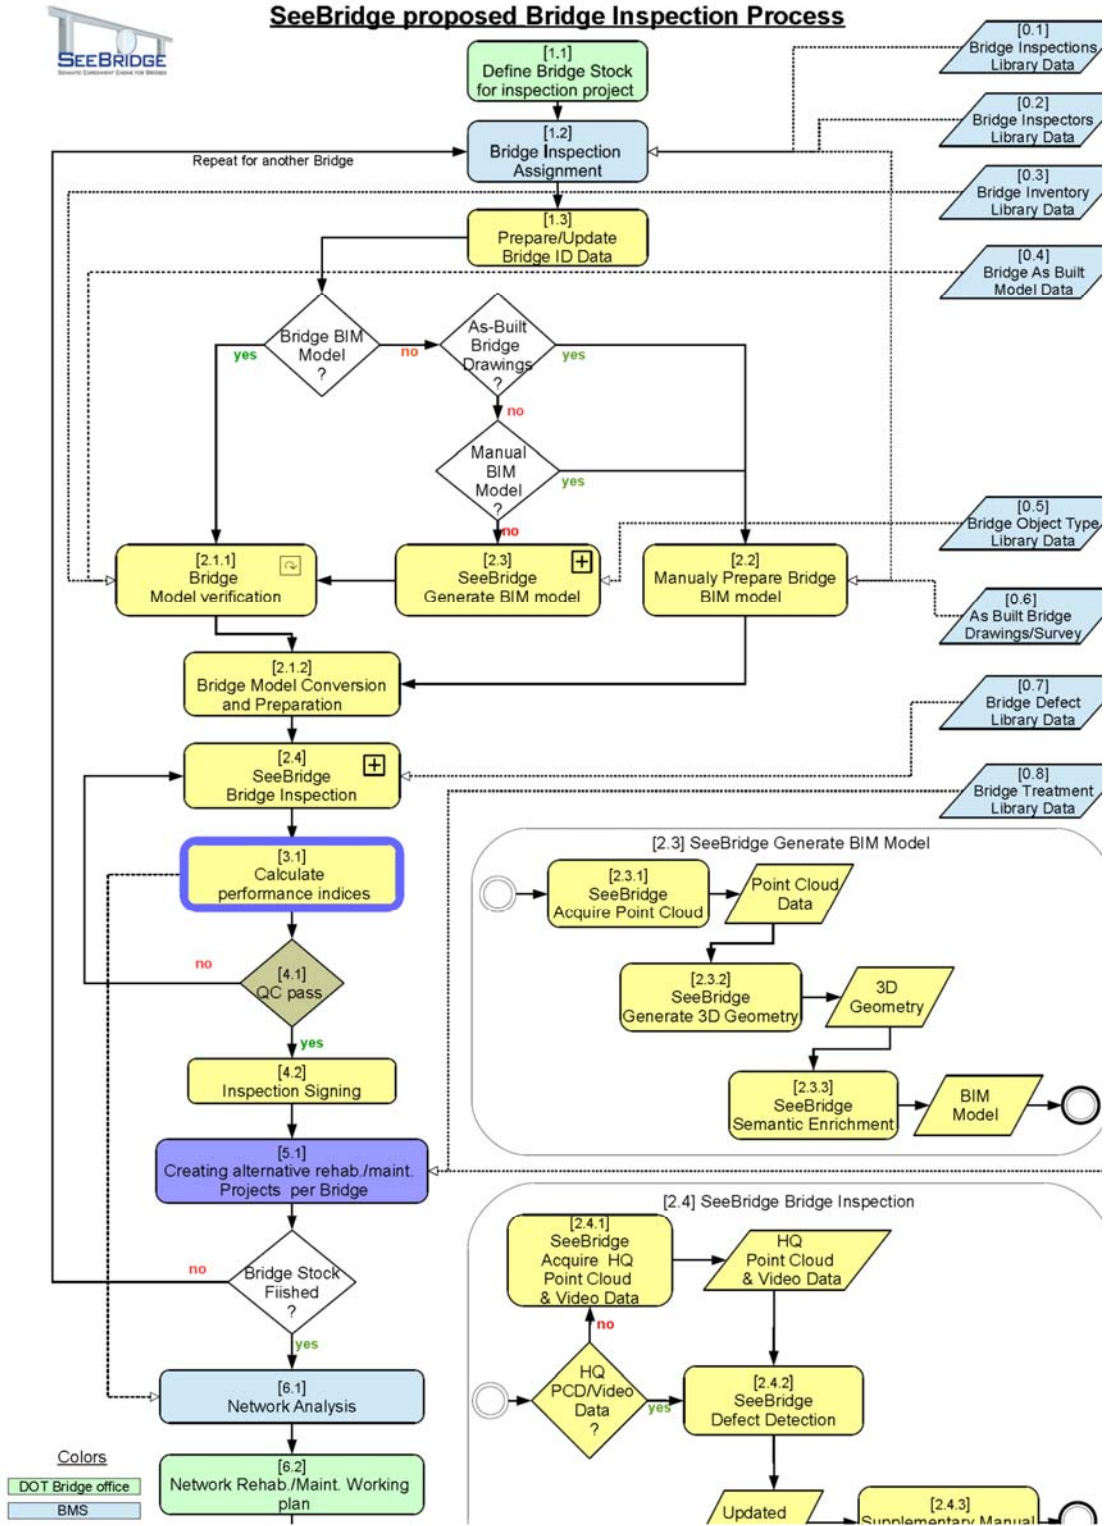 SeeBridge proposed Bridge Inspection Process
SEEBRIDGE
SEMANTIC ENRICHMENT ENGINE FOR BRIDGES
[1.1]
Define Bridge Stock
for inspection project
[0.1]
Bridge Inspections
Library Data
[0.2]
Bridge Inspectors
Library Data
[1.2]
Bridge Inspection
Assignment
Repeat for another Bridge
[0.3]
Bridge Inventory
Library Data
[1.3]
Prepare/Update
Bridge ID Data
[0.4]
Bridge As Built
Model Data
Bridge BIM
Model
?
yes
no
As-Built
Bridge
Drawings
?
yes
no
Manual
BIM
Model
?
yes
no
[0.5]
Bridge Object Type
Library Data
[2.1.1]
Bridge
Model verification
[2.3]
SeeBridge
Generate BIM model
[2.2]
Manualy Prepare Bridge
BIM model
[0.6]
As Built Bridge
Drawings/Survey
[2.1.2]
Bridge Model Conversion
and Preparation
[0.7]
Bridge Defect
Library Data
[2.4]
SeeBridge
Bridge Inspection
[0.8]
Bridge Treatment
Library Data
[3.1]
Calculate
performance indices
[2.3] SeeBridge Generate BIM Model
[2.3.1]
SeeBridge
Acquire Point Cloud
Point Cloud
Data
[2.3.2]
SeeBridge
Generate 3D Geometry
3D
Geometry
[2.3.3]
SeeBridge
Semantic Enrichment
BIM
Model
no
[4.1]
QC pass
yes
[4.2]
Inspection Signing
[5.1]
Creating alternative rehab./maint.
Projects per Bridge
no
Bridge Stock
Fiished
?
yes
[2.4] SeeBridge Bridge Inspection
[2.4.1]
SeeBridge
Acquire HQ
Point Cloud
& Video Data
HQ
Point Cloud
& Video Data
no
HQ
PCD/Video
Data
?
yes
[2.4.2]
SeeBridge
Defect Detection
Updated
[2.4.3]
Supplementary Manual
[6.1]
Network Analysis
[6.2]
Network Rehab./Maint. Working
plan
Colors
DOT Bridge office
BMS